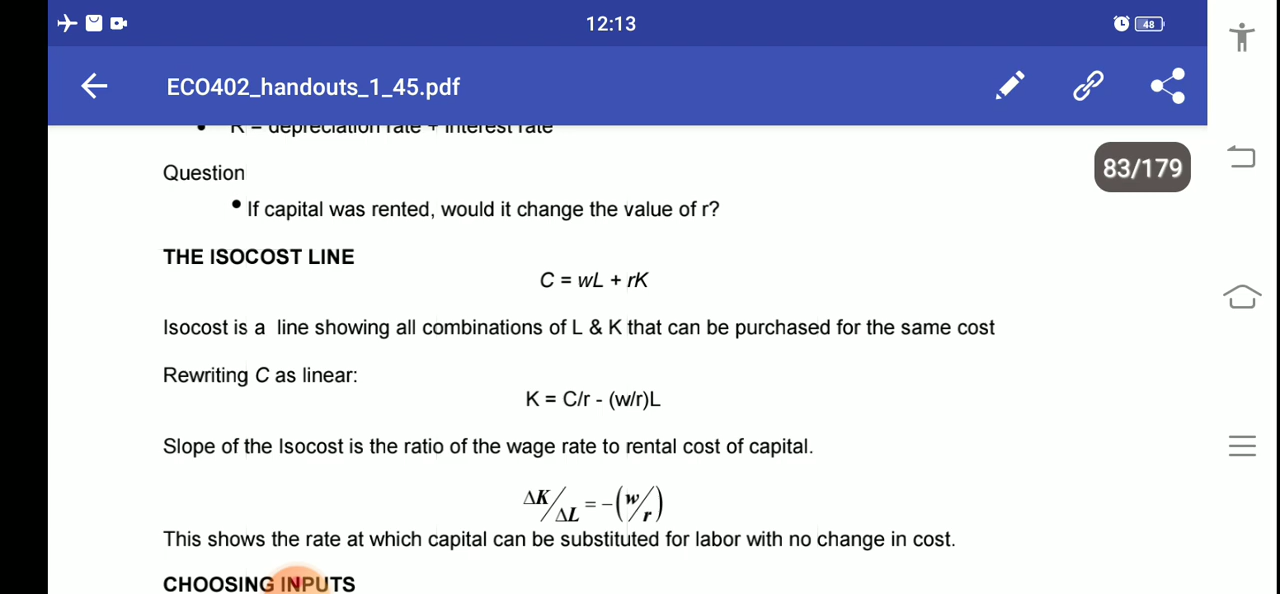 12:13
48
ECO402_handouts_1_45.pdf
R = depreciation rate + interest rate
83/179
Question
• If capital was rented, would it change the value of r?
THE ISOCOST LINE
C = wL + rK
Isocost is a line showing all combinations of L & K that can be purchased for the same cost
Rewriting C as linear:
K = C/r - (w/r)L
Slope of the Isocost is the ratio of the wage rate to rental cost of capital.
ΔK/ΔL = -(w/r)
This shows the rate at which capital can be substituted for labor with no change in cost.
CHOOSING INPUTS